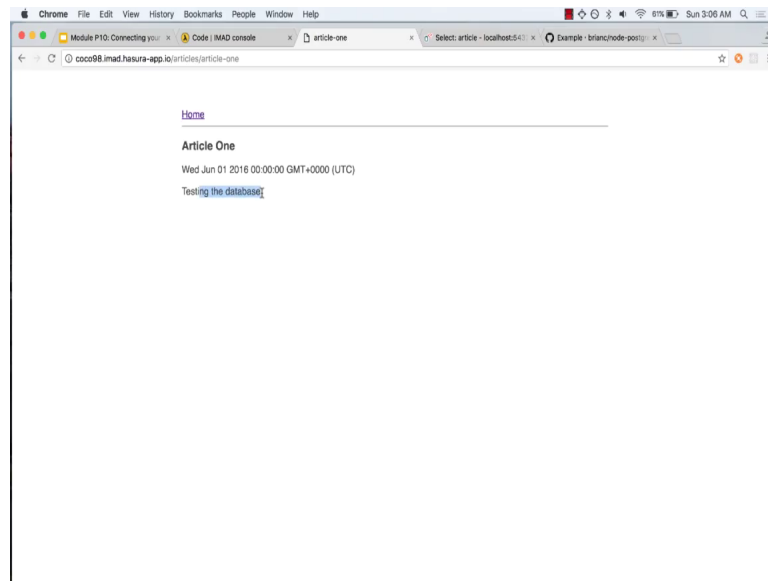 Chrome File Edit View History Bookmarks People Window Help 61% Sun 3:06 AM
Module P10: Connecting your Code | IMAD console article-one Select: article - localhost:543 Example · brianc/node-postgr
coco98.imad.hasura-app.io/articles/article-one
Home
Article One
Wed Jun 01 2016 00:00:00 GMT+0000 (UTC)
Testing the database